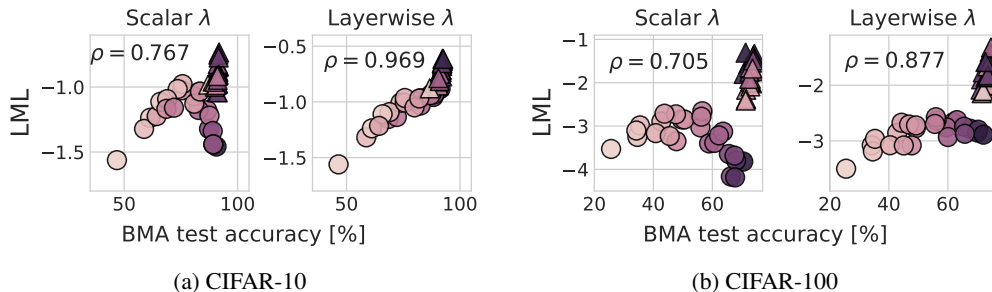 Scalar λ
Layerwise λ
Scalar λ
Layerwise λ
ρ = 0.767
ρ = 0.969
ρ = 0.705
ρ = 0.877
LML
−1.0
−1.5
−0.5
−1.0
−1.5
LML
−1
−2
−3
−4
−2
−3
50
100
50
100
20
40
60
20
40
60
BMA test accuracy [%]
BMA test accuracy [%]
(a) CIFAR-10
(b) CIFAR-100